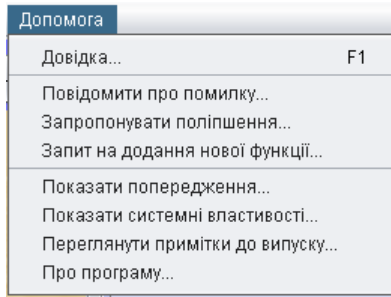 Допомога
Довідка... F1
Повідомити про помилку...
Запропонувати поліпшення...
Запит на додання нової функції...
Показати попередження...
Показати системні властивості...
Переглянути примітки до випуску...
Про програму...